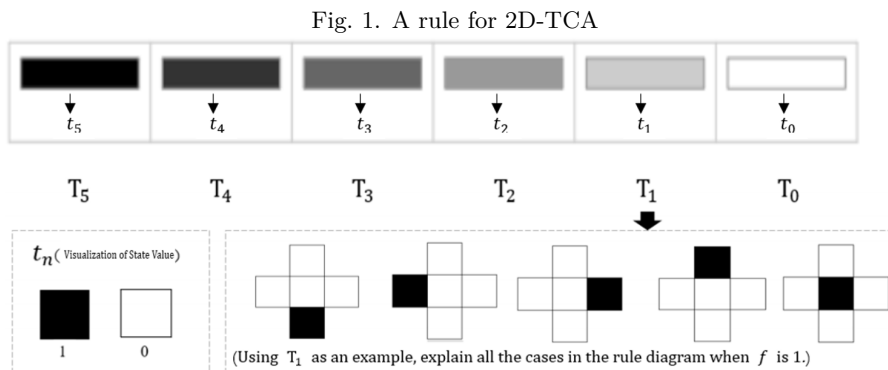 Fig. 1. A rule for 2D-TCA
t₅ t₄ t₃ t₂ t₁ t₀
T₅ T₄ T₃ T₂ T₁ T₀
tₙ( Visualization of State Value)
1 0
(Using T₁ as an example, explain all the cases in the rule diagram when f is 1.)